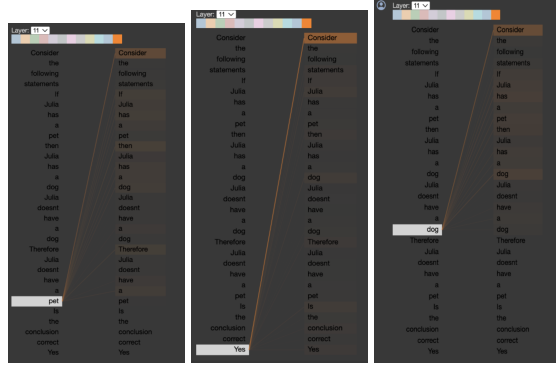 Layer: 11
Consider Consider
the the
following following
statements statements
If If
Julia Julia
has has
a a
pet pet
then then
Julia Julia
has has
a a
dog dog
Julia Julia
doesnt doesnt
have have
a a
dog dog
Therefore Therefore
Julia Julia
doesnt doesnt
have have
a a
pet pet
Is Is
the the
conclusion conclusion
correct correct
Yes Yes
Layer: 11
Consider Consider
the the
following following
statements statements
If If
Julia Julia
has has
a a
pet pet
then then
Julia Julia
has has
a a
dog dog
Julia Julia
doesnt doesnt
have have
a a
dog dog
Therefore Therefore
Julia Julia
doesnt doesnt
have have
a a
pet pet
Is Is
the the
conclusion conclusion
correct correct
Yes Yes
Layer: 11
Consider Consider
the the
following following
statements statements
If If
Julia Julia
has has
a a
pet pet
then then
Julia Julia
has has
a a
dog dog
Julia Julia
doesnt doesnt
have have
a a
dog dog
Therefore Therefore
Julia Julia
doesnt doesnt
have have
a a
pet pet
Is Is
the the
conclusion conclusion
correct correct
Yes Yes